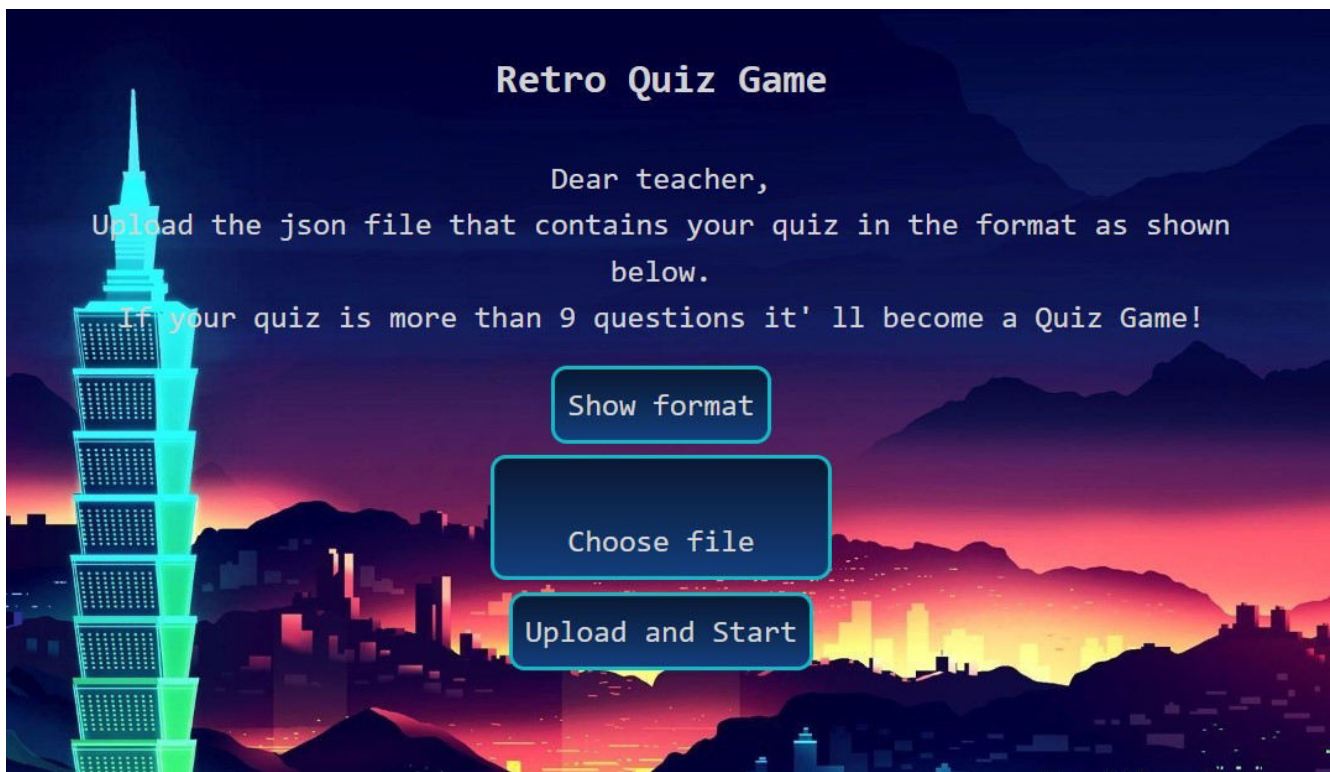 Retro Quiz Game
Dear teacher,
Upload the json file that contains your quiz in the format as shown
below.
If your quiz is more than 9 questions it' ll become a Quiz Game!
Show format
Choose file
Upload and Start